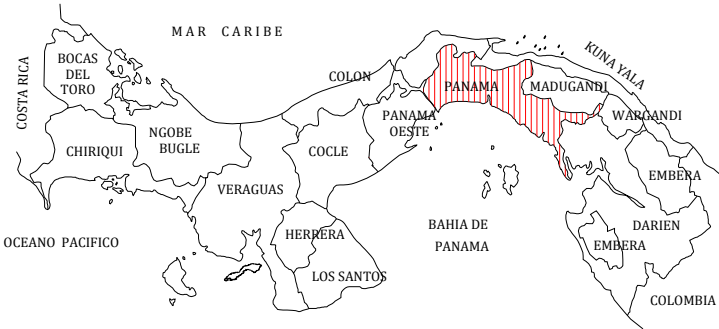 MAR CARIBE
COSTA RICA
BOCAS
DEL
TORO
COLON
KUNA YALA
PANAMA
MADUGANDI
NGOBE
BUGLE
PANAMA
OESTE
WARGANDI
CHIRIQUI
COCLE
EMBERA
VERAGUAS
BAHIA DE
PANAMA
DARIEN
HERRERA
EMBERA
OCEANO PACIFICO
LOS SANTOS
COLOMBIA